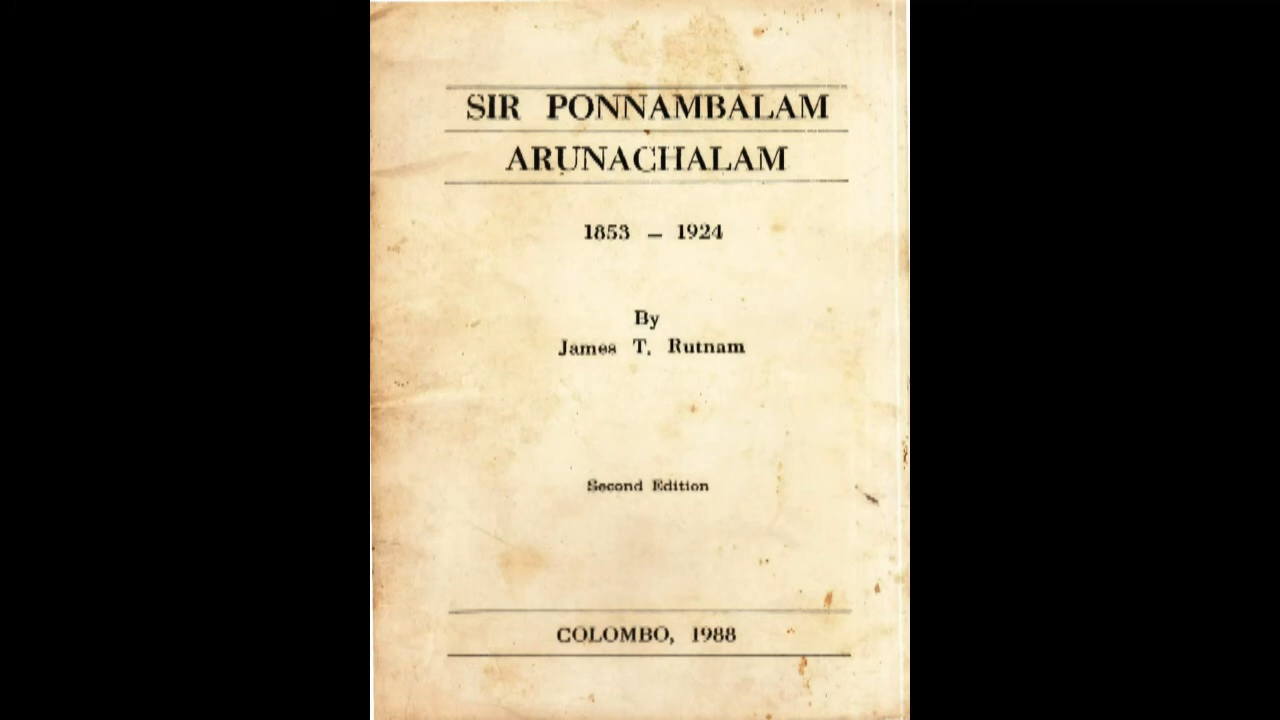 SIR PONNAMBALAM
ARUNACHALAM
1853 – 1924
By
James T. Rutnam
Second Edition
COLOMBO, 1988